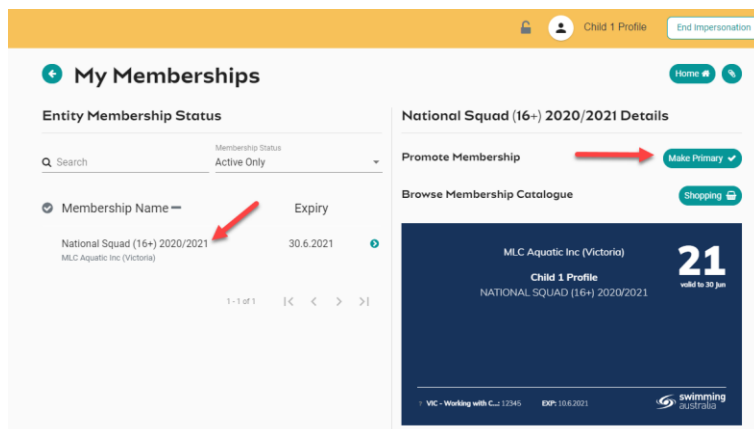 Child 1 Profile
End Impersonation
My Memberships
Home
Entity Membership Status
Search
Membership Status
Active Only
Membership Name
Expiry
National Squad (16+) 2020/2021
30.6.2021
MLC Aquatic Inc (Victoria)
1 - 1 of 1
National Squad (16+) 2020/2021 Details
Promote Membership
Make Primary
Browse Membership Catalogue
Shopping
MLC Aquatic Inc (Victoria)
21
valid to 30 Jun
Child 1 Profile
NATIONAL SQUAD (16+) 2020/2021
VIC - Working with C...: 12345
EXP: 10.6.2021
swimming
australia